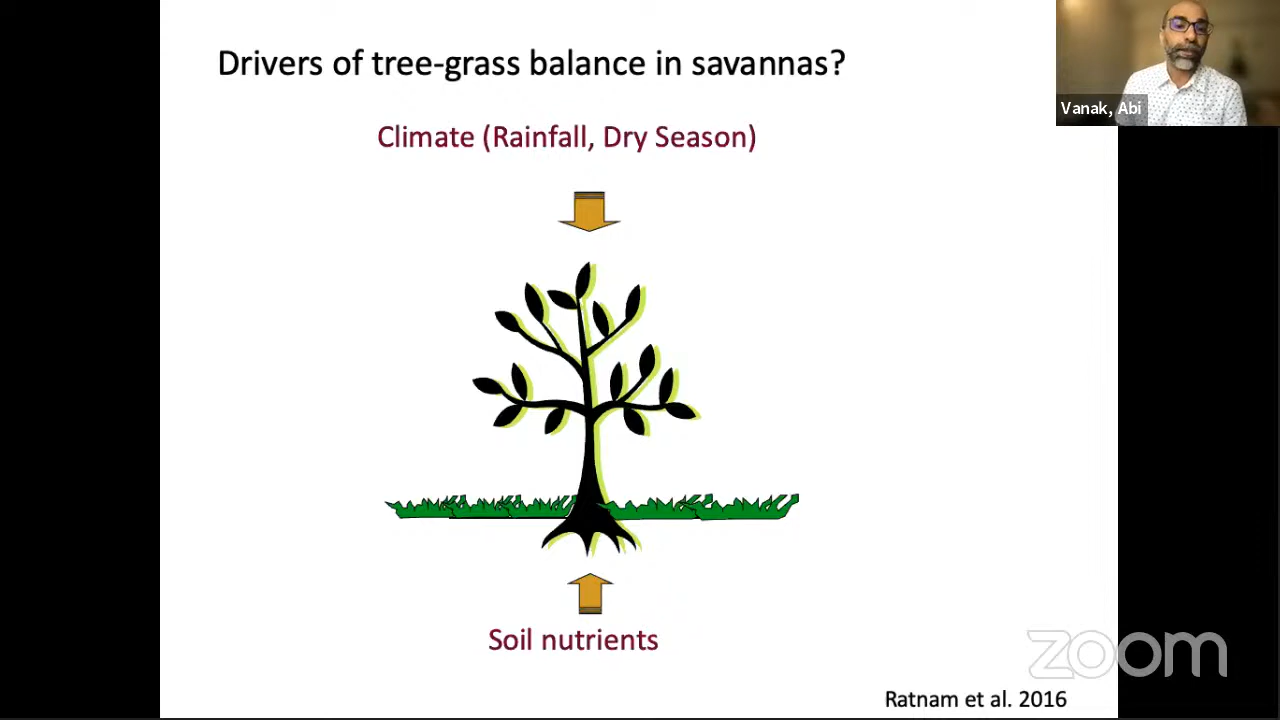 Drivers of tree-grass balance in savannas?
Vanak, Abi
Climate (Rainfall, Dry Season)
Soil nutrients
zoom
Ratnam et al. 2016